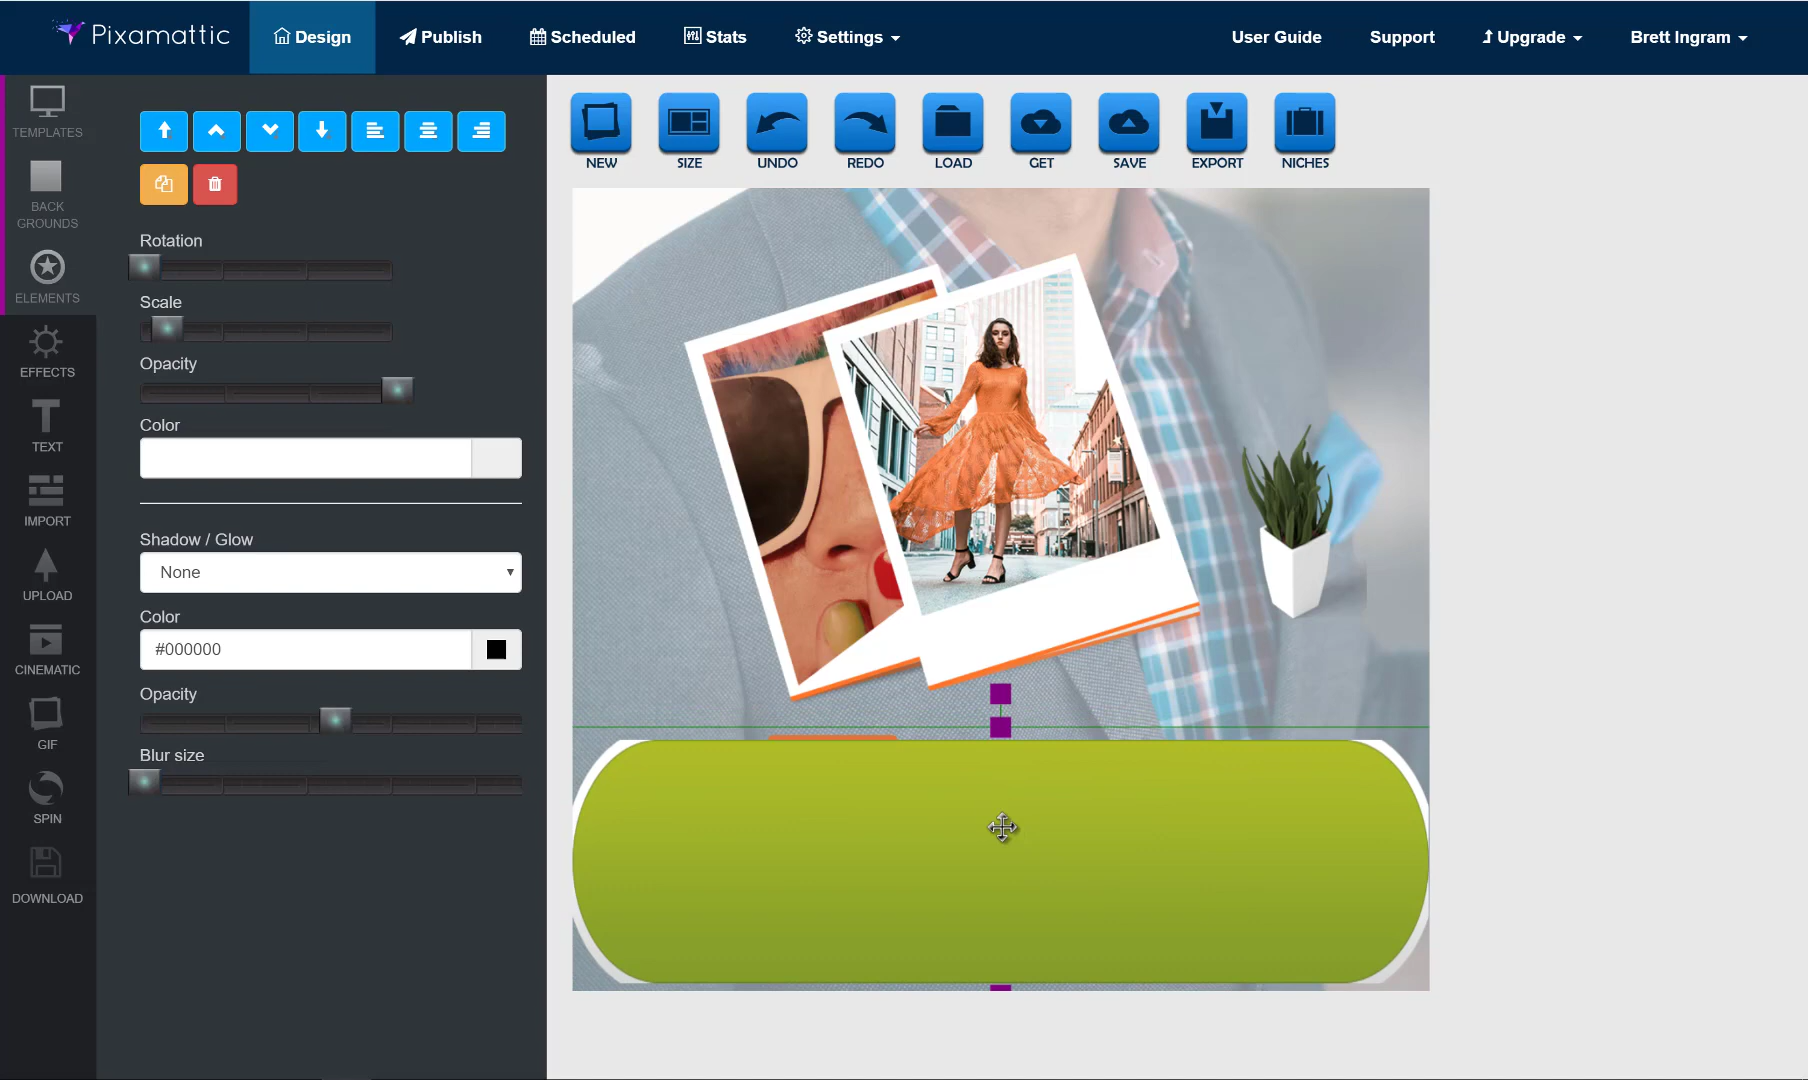 Pixamattic
Design
Publish
Scheduled
Stats
Settings
User Guide
Support
Upgrade
Brett Ingram
TEMPLATES
BACK
GROUNDS
ELEMENTS
EFFECTS
TEXT
IMPORT
UPLOAD
CINEMATIC
GIF
SPIN
DOWNLOAD
Rotation
Scale
Opacity
Color
Shadow / Glow
None
Color
#000000
Opacity
Blur size
NEW
SIZE
UNDO
REDO
LOAD
GET
SAVE
EXPORT
NICHES